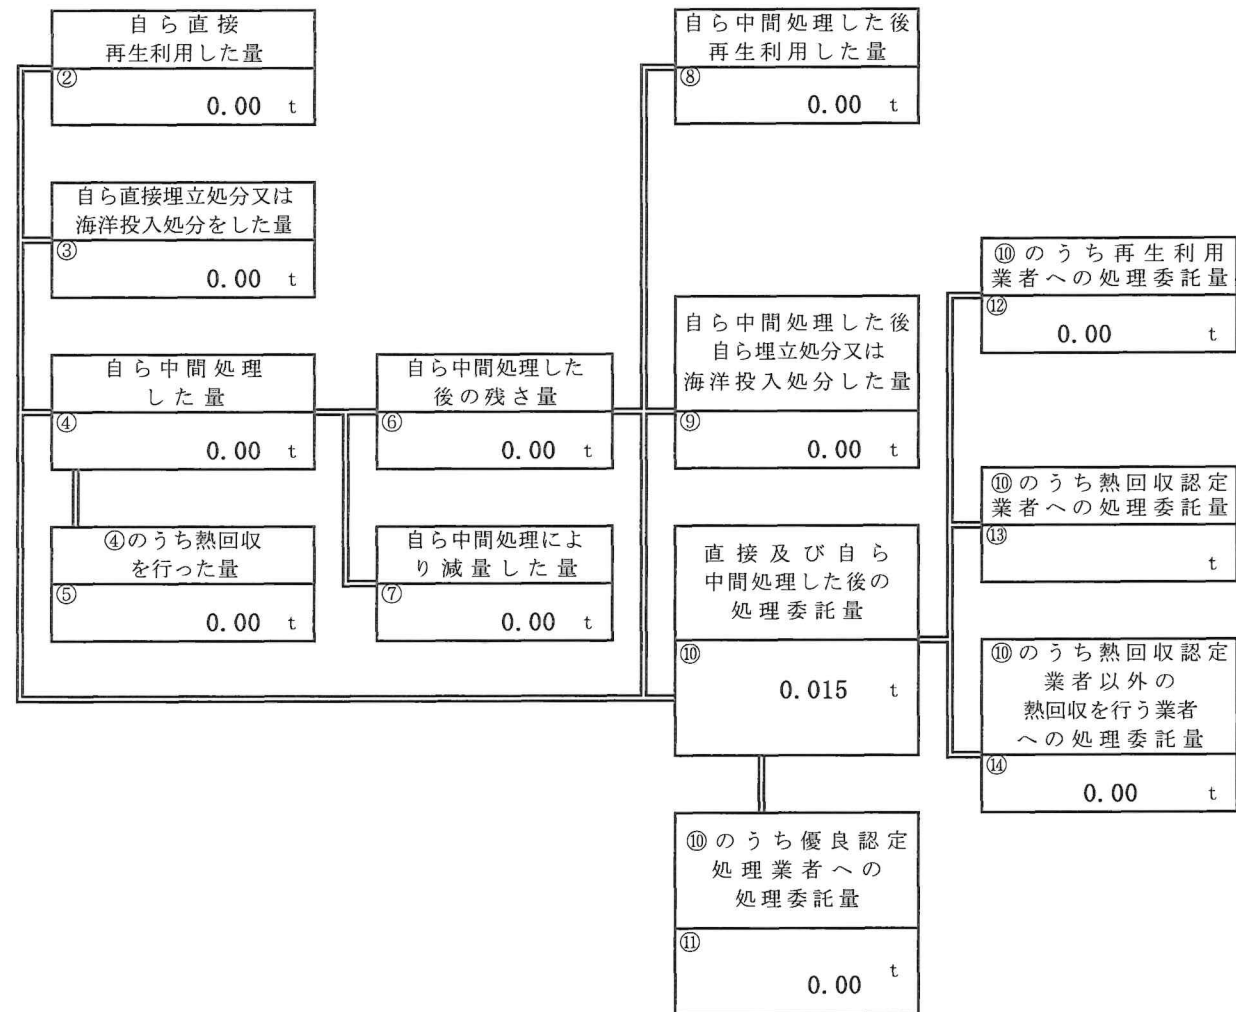 自ら直接
再生利用した量
②
0.00 t
自ら直接埋立処分又は
海洋投入処分をした量
③
0.00 t
自ら中間処理
した量
④
0.00 t
④のうち熱回収
を行った量
⑤
0.00 t
自ら中間処理した
後の残さ量
⑥
0.00 t
自ら中間処理によ
り減量した量
⑦
0.00 t
自ら中間処理した後
再生利用した量
⑧
0.00 t
自ら中間処理した後
自ら埋立処分又は
海洋投入処分した量
⑨
0.00 t
直接及び自ら
中間処理した後の
処理委託量
⑩
0.015 t
⑩のうち優良認定
処理業者への
処理委託量
⑪
0.00 t
⑩のうち再生利用
業者への処理委託量
⑫
0.00 t
⑩のうち熱回収認定
業者への処理委託量
⑬
t
⑩のうち熱回収認定
業者以外の
熱回収を行う業者
への処理委託量
⑭
0.00 t